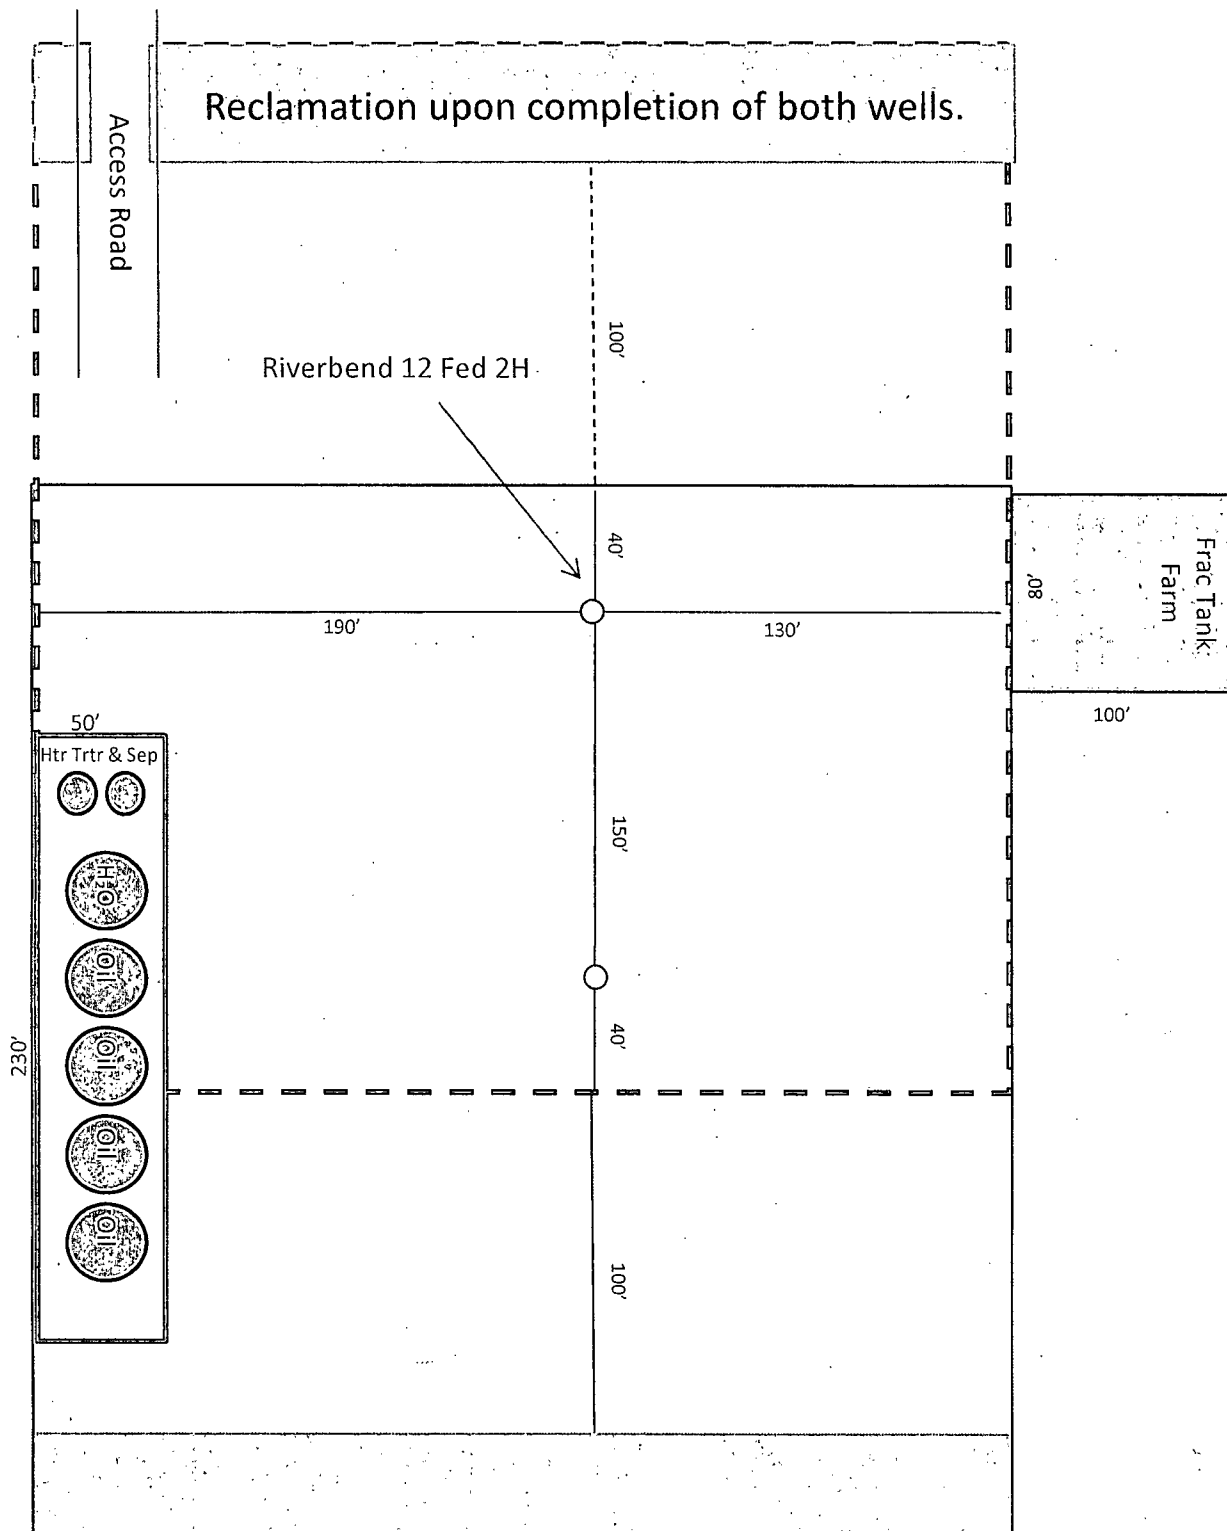 Reclamation upon completion of both wells.
Access Road
100'
Riverbend 12 Fed 2H
40'
190'
130'
80'
Frac Tank
Farm
100'
50'
Htr Trtr & Sep
H2O
150'
Oil
40'
230'
Oil
Oil
Oil
100'